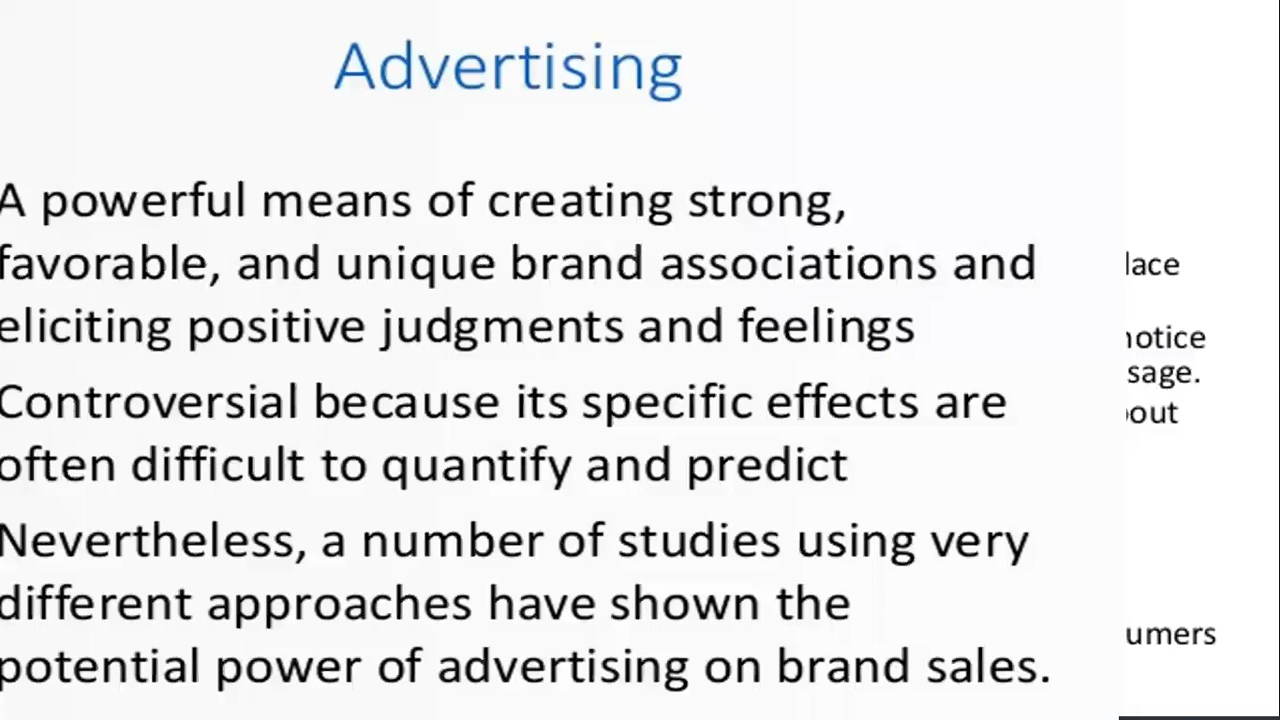 Advertising
A powerful means of creating strong,
favorable, and unique brand associations and
eliciting positive judgments and feelings
Controversial because its specific effects are
often difficult to quantify and predict
Nevertheless, a number of studies using very
different approaches have shown the
potential power of advertising on brand sales.